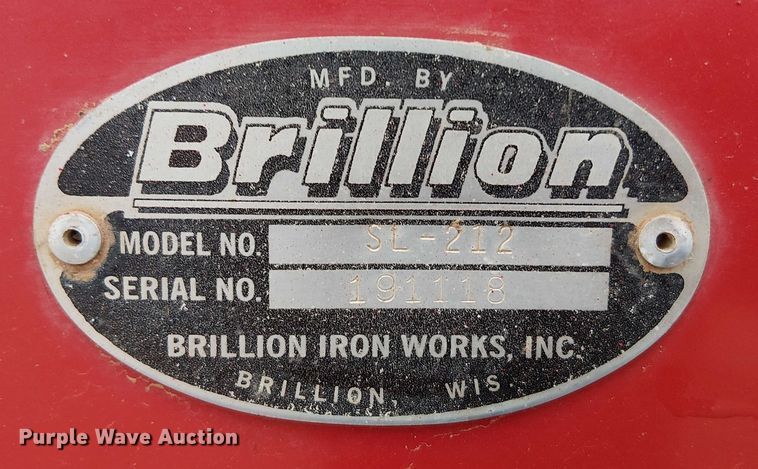 MFD. BY
Brillion
MODEL NO. SL-212
SERIAL NO. 191118
BRILLION IRON WORKS, INC.
BRILLION, WIS.
Purple Wave Auction